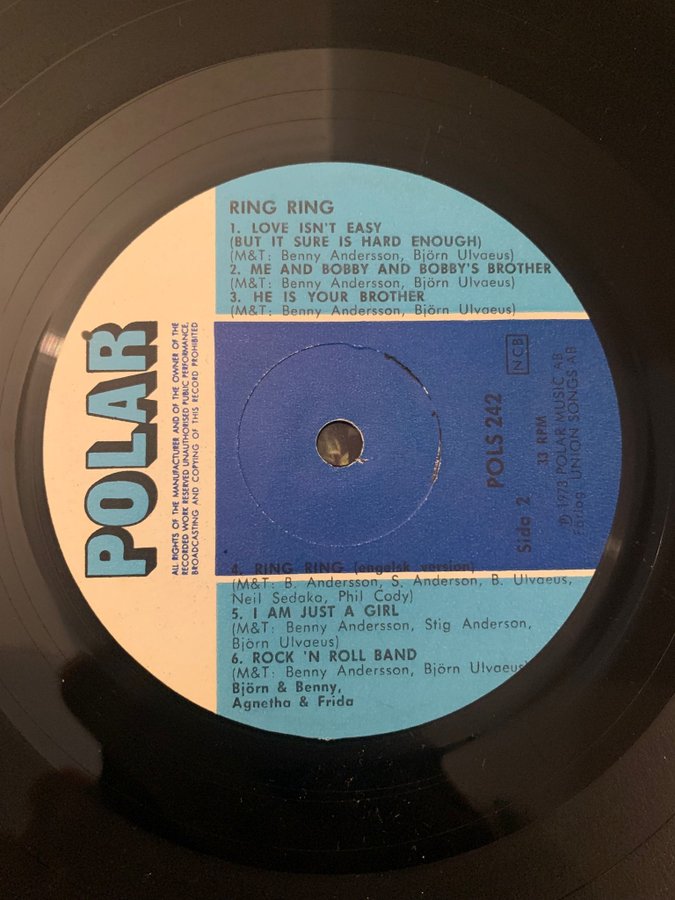 POLAR
ALL RIGHTS OF THE MANUFACTURER AND OF THE OWNER OF THE
RECORDED WORK RESERVED UNAUTHORISED PUBLIC PERFORMANCE,
BROADCASTING AND COPYING OF THIS RECORD PROHIBITED
RING RING
1. LOVE ISN'T EASY
(BUT IT SURE IS HARD ENOUGH)
(M&T: Benny Andersson, Björn Ulvaeus)
2. ME AND BOBBY AND BOBBY'S BROTHER
(M&T: Benny Andersson, Björn Ulvaeus)
3. HE IS YOUR BROTHER
(M&T: Benny Andersson, Björn Ulvaeus)
NCB
POLS 242
33 RPM
Sida 2
℗ 1973 POLAR MUSIC AB
Förlag UNION SONGS AB
4. RING RING (engelsk version)
(M&T: B. Andersson, S. Anderson, B. Ulvaeus,
Neil Sedaka, Phil Cody)
5. I AM JUST A GIRL
(M&T: Benny Andersson, Stig Anderson,
Björn Ulvaeus)
6. ROCK 'N ROLL BAND
(M&T: Benny Andersson, Björn Ulvaeus)
Björn & Benny,
Agnetha & Frida